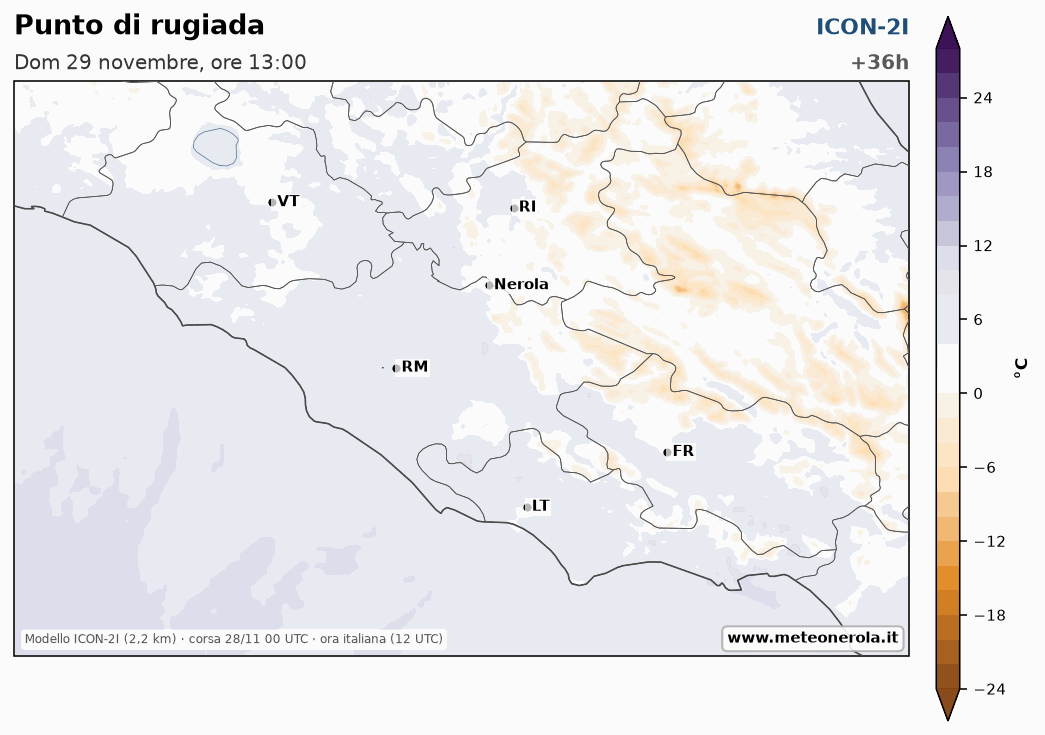 Punto di rugiada
ICON-2I
Dom 29 novembre, ore 13:00
+36h
24
18
12
6
0
−6
−12
−18
−24
°C
VT
RI
Nerola
RM
FR
LT
Modello ICON-2I (2,2 km) · corsa 28/11 00 UTC · ora italiana (12 UTC)
www.meteonerola.it